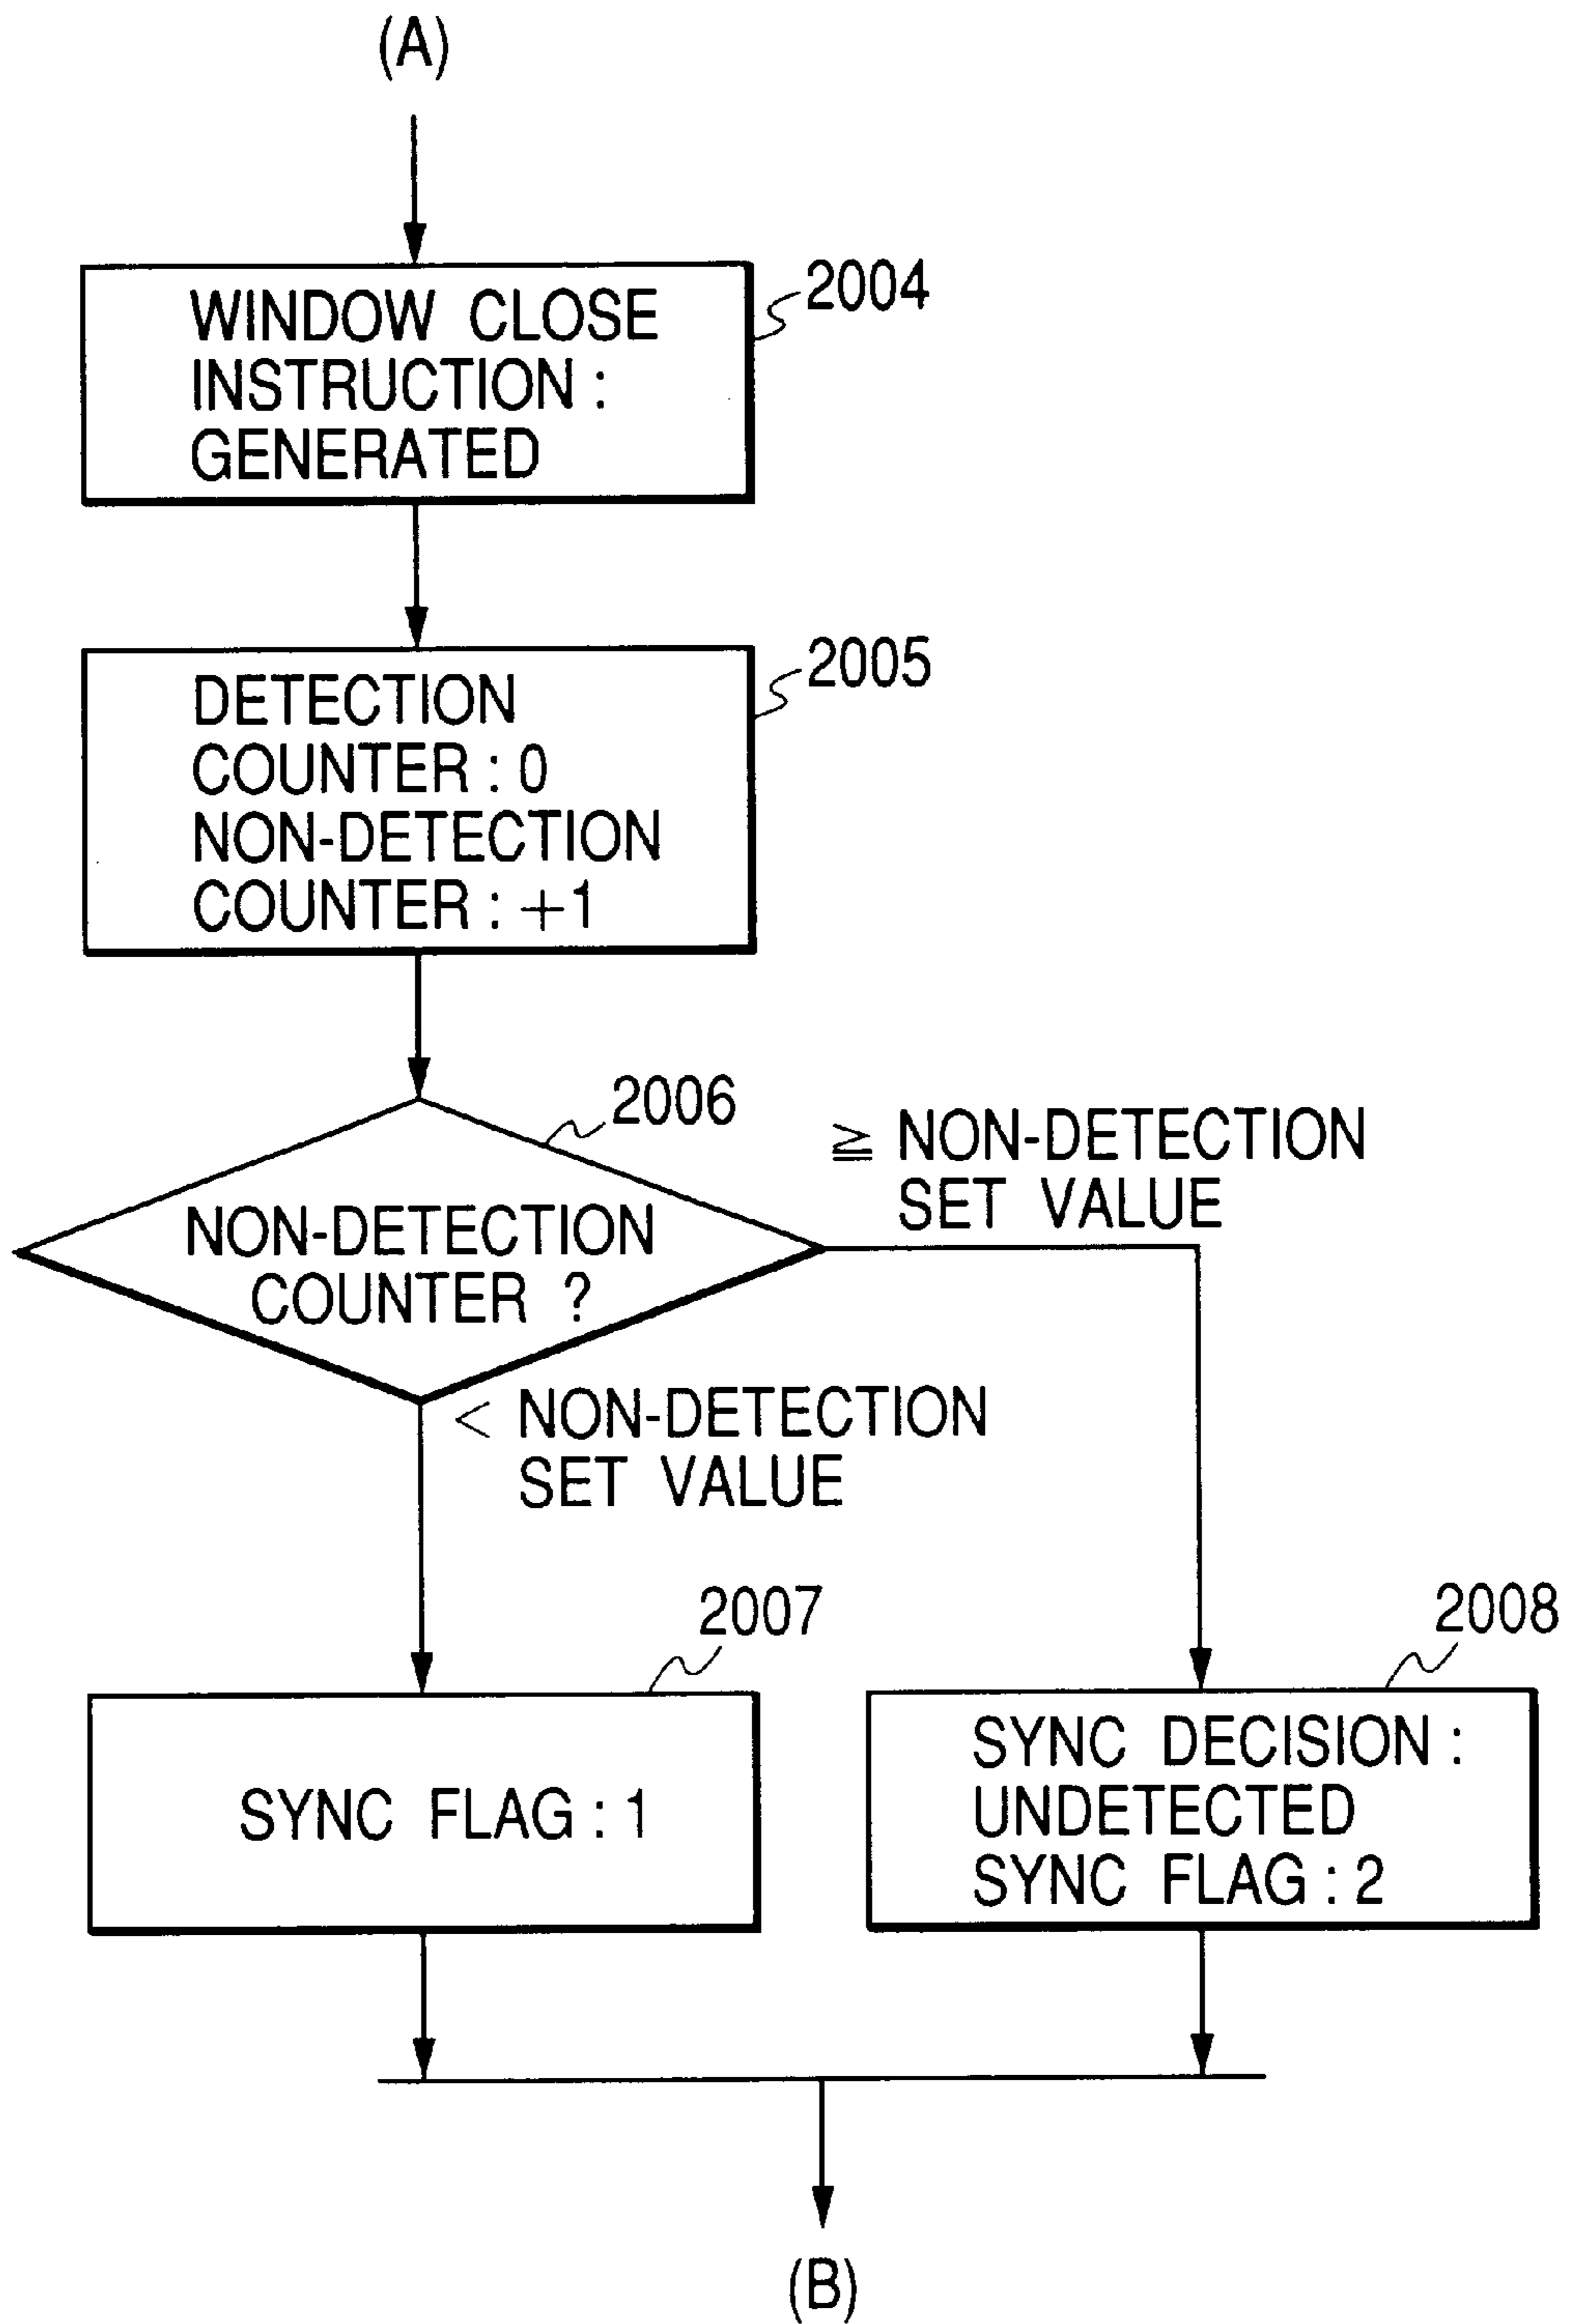 (A)
WINDOW CLOSE
INSTRUCTION :
GENERATED
2004
DETECTION
COUNTER : 0
NON-DETECTION
COUNTER : +1
2005
2006
NON-DETECTION
COUNTER ?
≧ NON-DETECTION
SET VALUE
< NON-DETECTION
SET VALUE
2007
SYNC FLAG : 1
2008
SYNC DECISION :
UNDETECTED
SYNC FLAG : 2
(B)